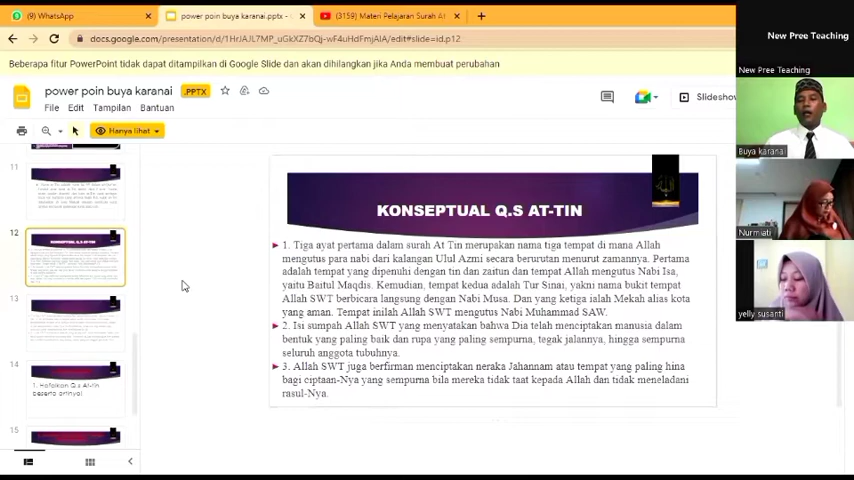 (9) WhatsApp
power poin buya karanai.pptx -
(3159) Materi Pelajaran Surah At
docs.google.com/presentation/d/1HrJAJL7MP_uGkXZ7bQj-wF4uHdFmjAlA/edit#slide=id.p12
Beberapa fitur PowerPoint tidak dapat ditampilkan di Google Slide dan akan dihilangkan jika Anda membuat perubahan
power poin buya karanai .PPTX
File Edit Tampilan Bantuan
Slideshow
Hanya lihat
11
12
KONSEPTUAL Q.S AT-TIN
13
14
1. Hafalkan Q.s At-tin
beserta artinya!
15
KONSEPTUAL Q.S AT-TIN
1. Tiga ayat pertama dalam surah At Tin merupakan nama tiga tempat di mana Allah
mengutus para nabi dari kalangan Ulul Azmi secara berurutan menurut zamannya. Pertama
adalah tempat yang dipenuhi dengan tin dan zaitun dan tempat Allah mengutus Nabi Isa,
yaitu Baitul Maqdis. Kemudian, tempat kedua adalah Tur Sinai, yakni nama bukit tempat
Allah SWT berbicara langsung dengan Nabi Musa. Dan yang ketiga ialah Mekah alias kota
yang aman. Tempat inilah Allah SWT mengutus Nabi Muhammad SAW.
2. Isi sumpah Allah SWT yang menyatakan bahwa Dia telah menciptakan manusia dalam
bentuk yang paling baik dan rupa yang paling sempurna, tegak jalannya, hingga sempurna
seluruh anggota tubuhnya.
3. Allah SWT juga berfirman menciptakan neraka Jahannam atau tempat yang paling hina
bagi ciptaan-Nya yang sempurna bila mereka tidak taat kepada Allah dan tidak meneladani
rasul-Nya.
New Pree Teaching
New Pree Teaching
Buya karanai
Nurmiati
yelly susanti